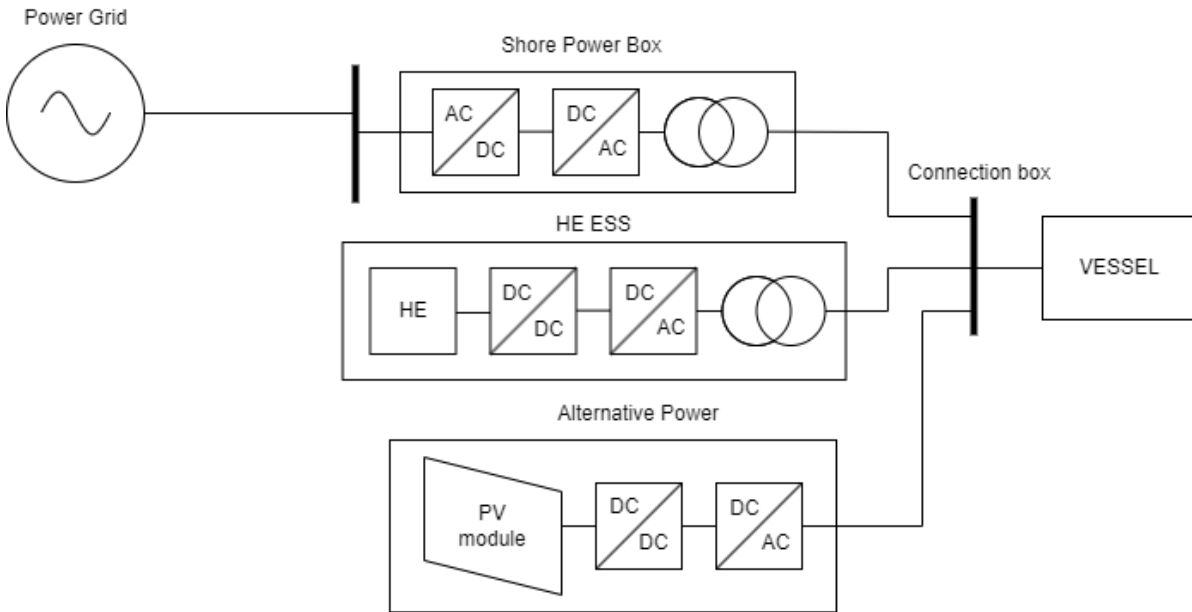 Power Grid
Shore Power Box
AC
DC
DC
AC
Connection box
HE ESS
HE
DC
DC
DC
AC
VESSEL
Alternative Power
PV
module
DC
DC
DC
AC